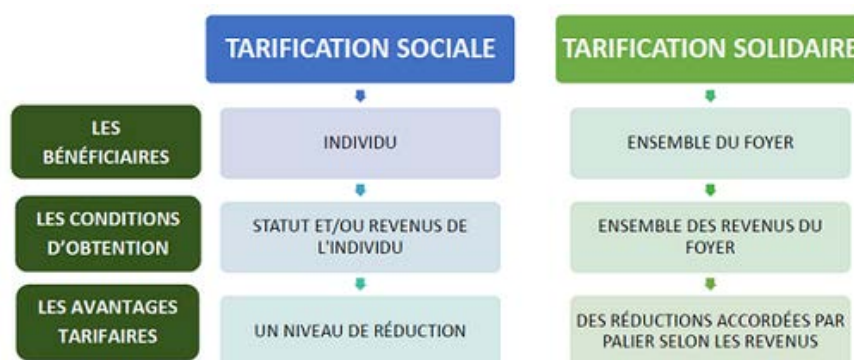 TARIFICATION SOCIALE
TARIFICATION SOLIDAIRE
LES
BÉNÉFICIAIRES
INDIVIDU
ENSEMBLE DU FOYER
LES CONDITIONS
D'OBTENTION
STATUT ET/OU REVENUS DE
L'INDIVIDU
ENSEMBLE DES REVENUS DU
FOYER
LES AVANTAGES
TARIFAIRES
UN NIVEAU DE RÉDUCTION
DES RÉDUCTIONS ACCORDÉES PAR
PALIER SELON LES REVENUS